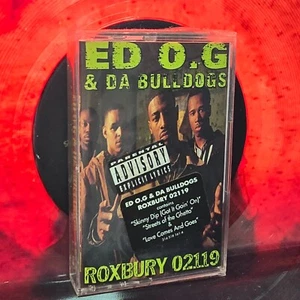 ED O.G
& DA BULLDOGS
PARENTAL
ADVISORY
EXPLICIT LYRICS
ED O.G & DA BULLDOGS
ROXBURY 02119
contains
"Skinny Dip (Got it Goin' On)"
"Streets of the Ghetto"
&
"Love Comes And Goes"
ROXBURY 02119